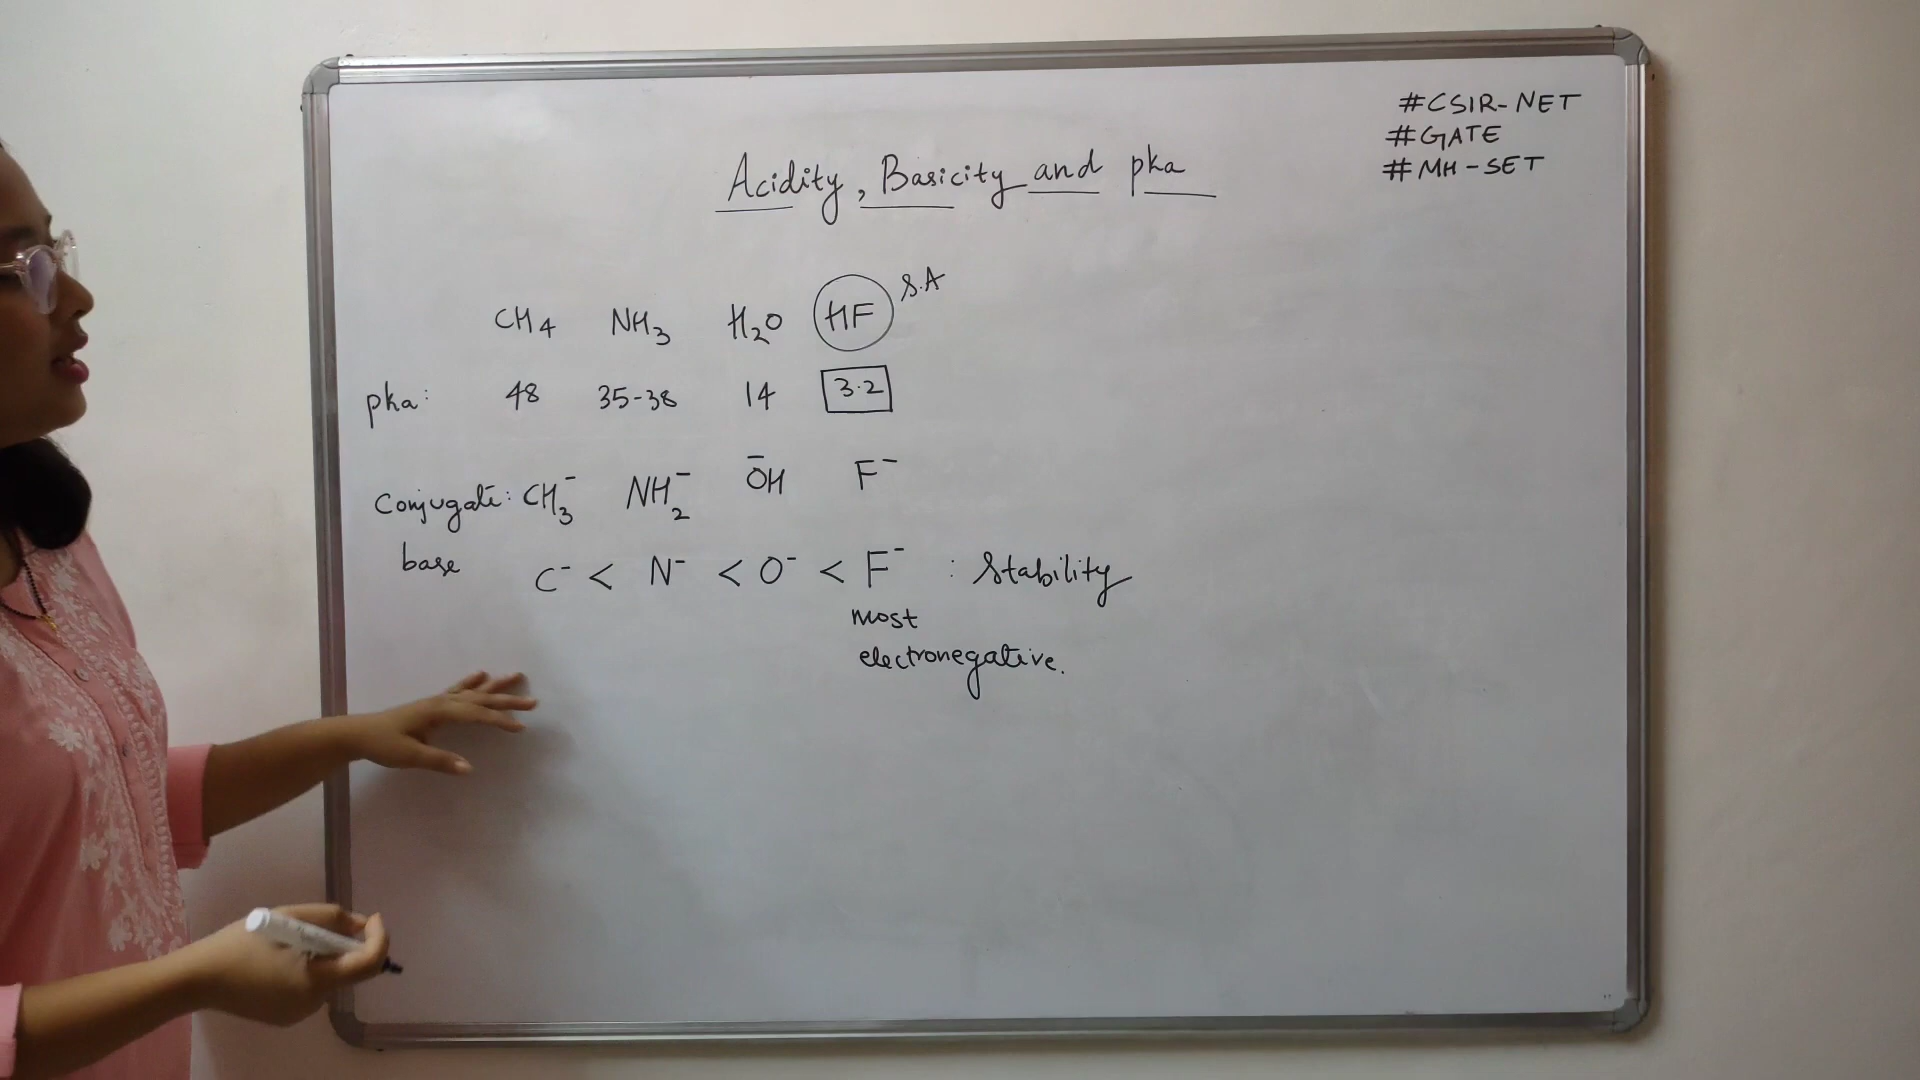 #CSIR-NET
#GATE
#MH-SET
Acidity, Basicity and pka
CH₄ NH₃ H₂O HF S.A
pka: 48 35-38 14 3.2
Conjugate: CH₃⁻ NH₂⁻ ⁻OH F⁻
base C⁻ < N⁻ < O⁻ < F⁻ : Stability
most
electronegative.